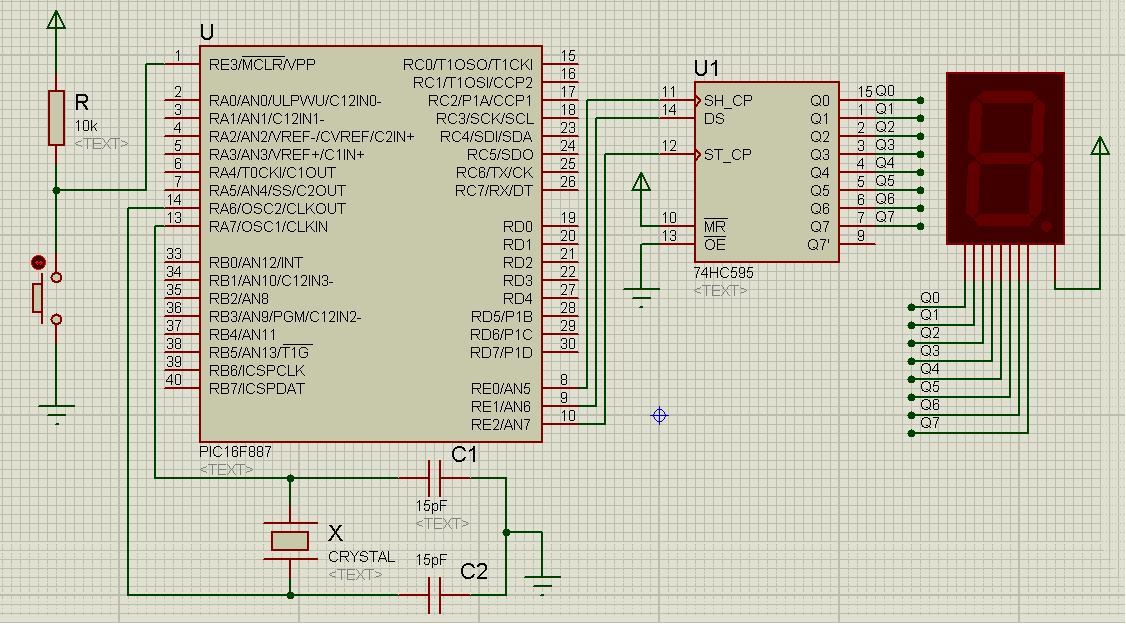 U
R
10k
<TEXT>
1 RE3/MCLR/VPP
2 RA0/AN0/ULPWU/C12IN0-
3 RA1/AN1/C12IN1-
4 RA2/AN2/VREF-/CVREF/C2IN+
5 RA3/AN3/VREF+/C1IN+
6 RA4/T0CKI/C1OUT
7 RA5/AN4/SS/C2OUT
14 RA6/OSC2/CLKOUT
13 RA7/OSC1/CLKIN
33 RB0/AN12/INT
34 RB1/AN10/C12IN3-
35 RB2/AN8
36 RB3/AN9/PGM/C12IN2-
37 RB4/AN11
38 RB5/AN13/T1G
39 RB6/ICSPCLK
40 RB7/ICSPDAT
RC0/T1OSO/T1CKI 15
RC1/T1OSI/CCP2 16
RC2/P1A/CCP1 17
RC3/SCK/SCL 18
RC4/SDI/SDA 23
RC5/SDO 24
RC6/TX/CK 25
RC7/RX/DT 26
RD0 19
RD1 20
RD2 21
RD3 22
RD4 27
RD5/P1B 28
RD6/P1C 29
RD7/P1D 30
RE0/AN5 8
RE1/AN6 9
RE2/AN7 10
PIC16F887
<TEXT>
U1
11 SH_CP
14 DS
12 ST_CP
10 MR
13 OE
Q0 15 Q0
Q1 1 Q1
Q2 2 Q2
Q3 3 Q3
Q4 4 Q4
Q5 5 Q5
Q6 6 Q6
Q7 7 Q7
Q7' 9
74HC595
<TEXT>
Q0
Q1
Q2
Q3
Q4
Q5
Q6
Q7
C1
15pF
<TEXT>
X
CRYSTAL
<TEXT>
15pF
C2